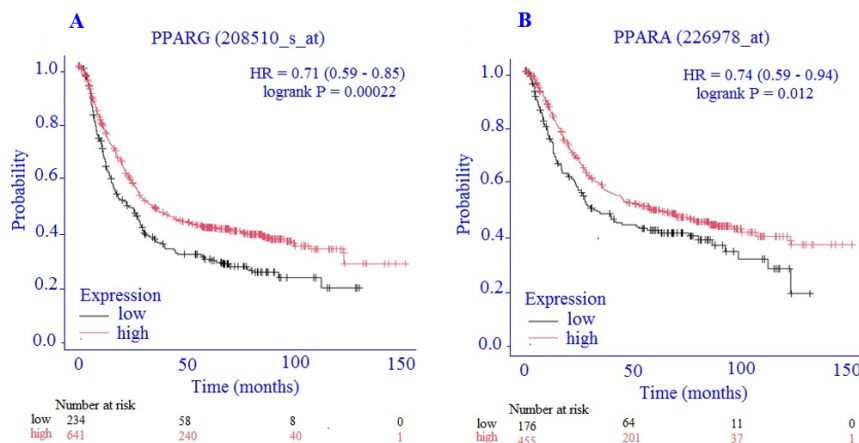 A
PPARG (208510_s_at)
HR = 0.71 (0.59 - 0.85)
logrank P = 0.00022
Probability
1.0
0.8
0.6
0.4
0.2
0.0
Expression
low
high
0 50 100 150
Time (months)
Number at risk
low 234 58 8 0
high 641 240 40 1
B
PPARA (226978_at)
HR = 0.74 (0.59 - 0.94)
logrank P = 0.012
Probability
1.0
0.8
0.6
0.4
0.2
0.0
Expression
low
high
0 50 100 150
Time (months)
Number at risk
low 176 64 11 0
high 455 201 37 1